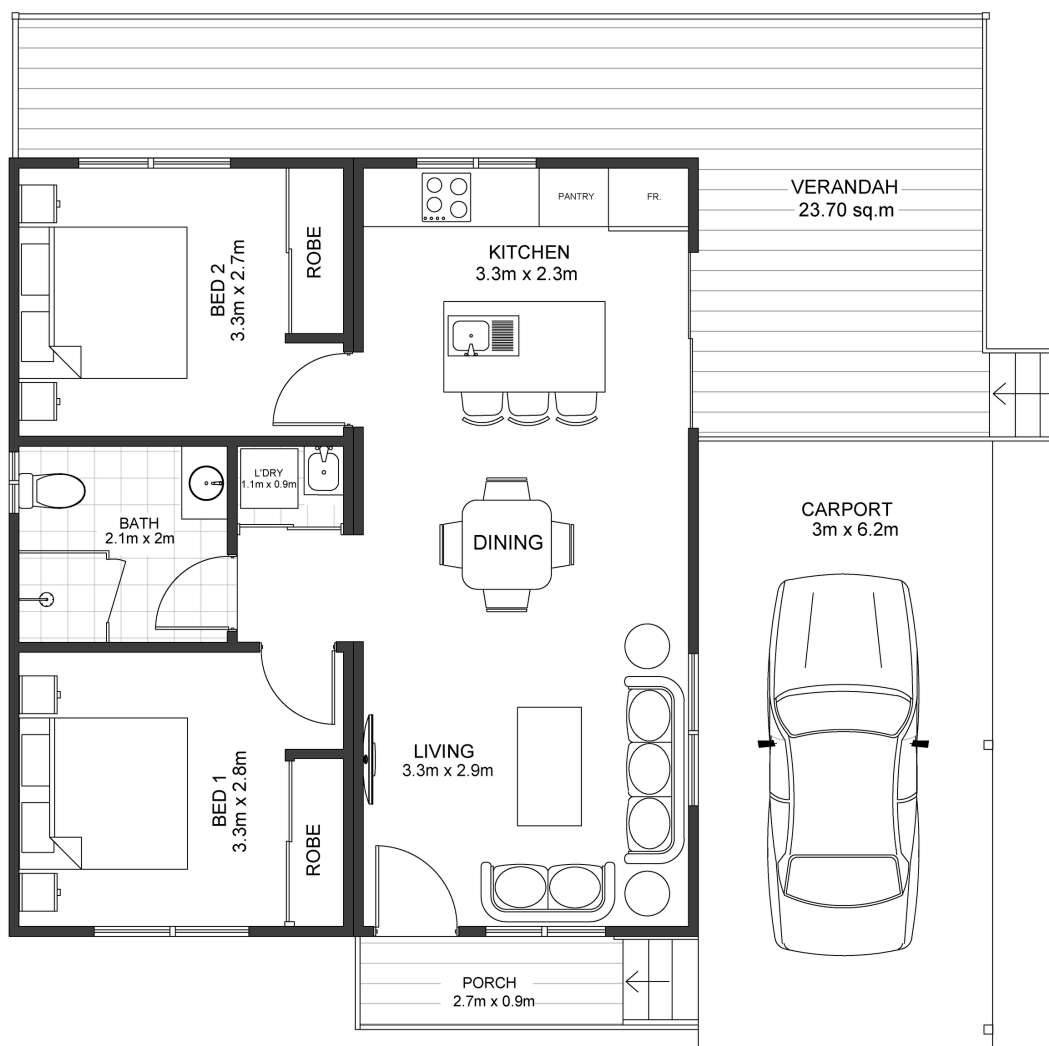 VERANDAH
23.70 sq.m
PANTRY
FR.
KITCHEN
3.3m x 2.3m
BED 2
3.3m x 2.7m
ROBE
L'DRY
1.1m x 0.9m
BATH
2.1m x 2m
DINING
CARPORT
3m x 6.2m
LIVING
3.3m x 2.9m
BED 1
3.3m x 2.8m
ROBE
PORCH
2.7m x 0.9m